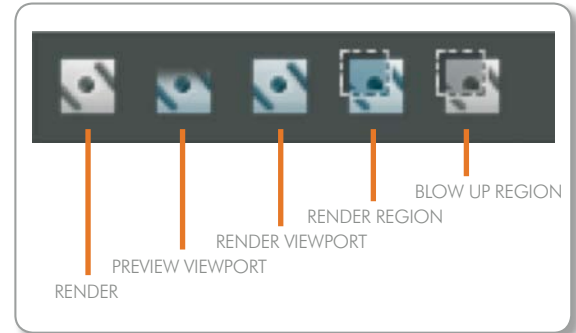 BLOW UP REGION
RENDER REGION
RENDER VIEWPORT
PREVIEW VIEWPORT
RENDER